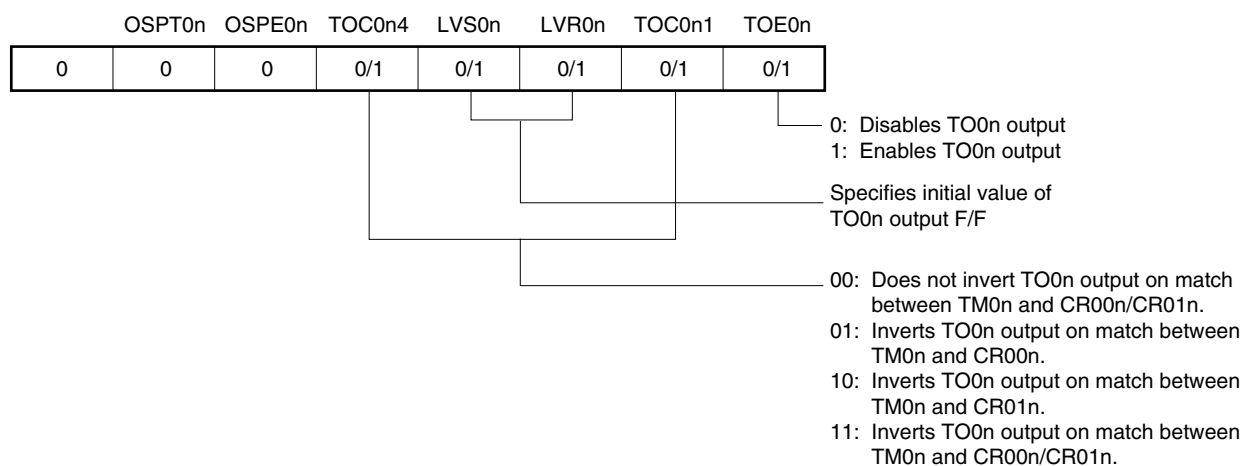 OSPT0n OSPE0n TOC0n4 LVS0n LVR0n TOC0n1 TOE0n
0 0 0 0/1 0/1 0/1 0/1 0/1
0: Disables TO0n output
1: Enables TO0n output
Specifies initial value of
TO0n output F/F
00: Does not invert TO0n output on match
between TM0n and CR00n/CR01n.
01: Inverts TO0n output on match between
TM0n and CR00n.
10: Inverts TO0n output on match between
TM0n and CR01n.
11: Inverts TO0n output on match between
TM0n and CR00n/CR01n.